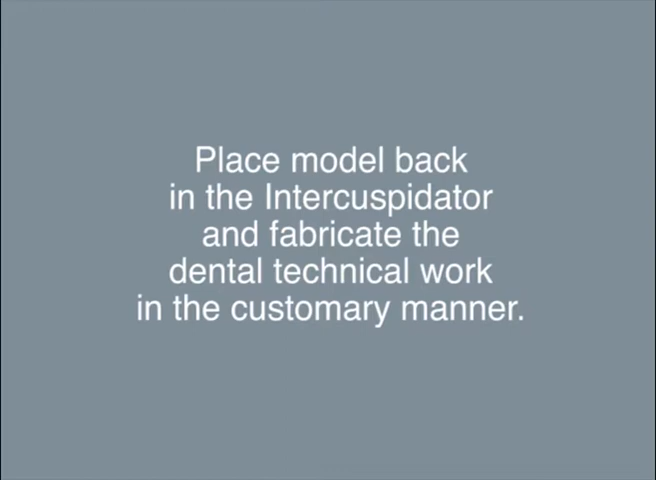 Place model back
in the Intercuspidator
and fabricate the
dental technical work
in the customary manner.